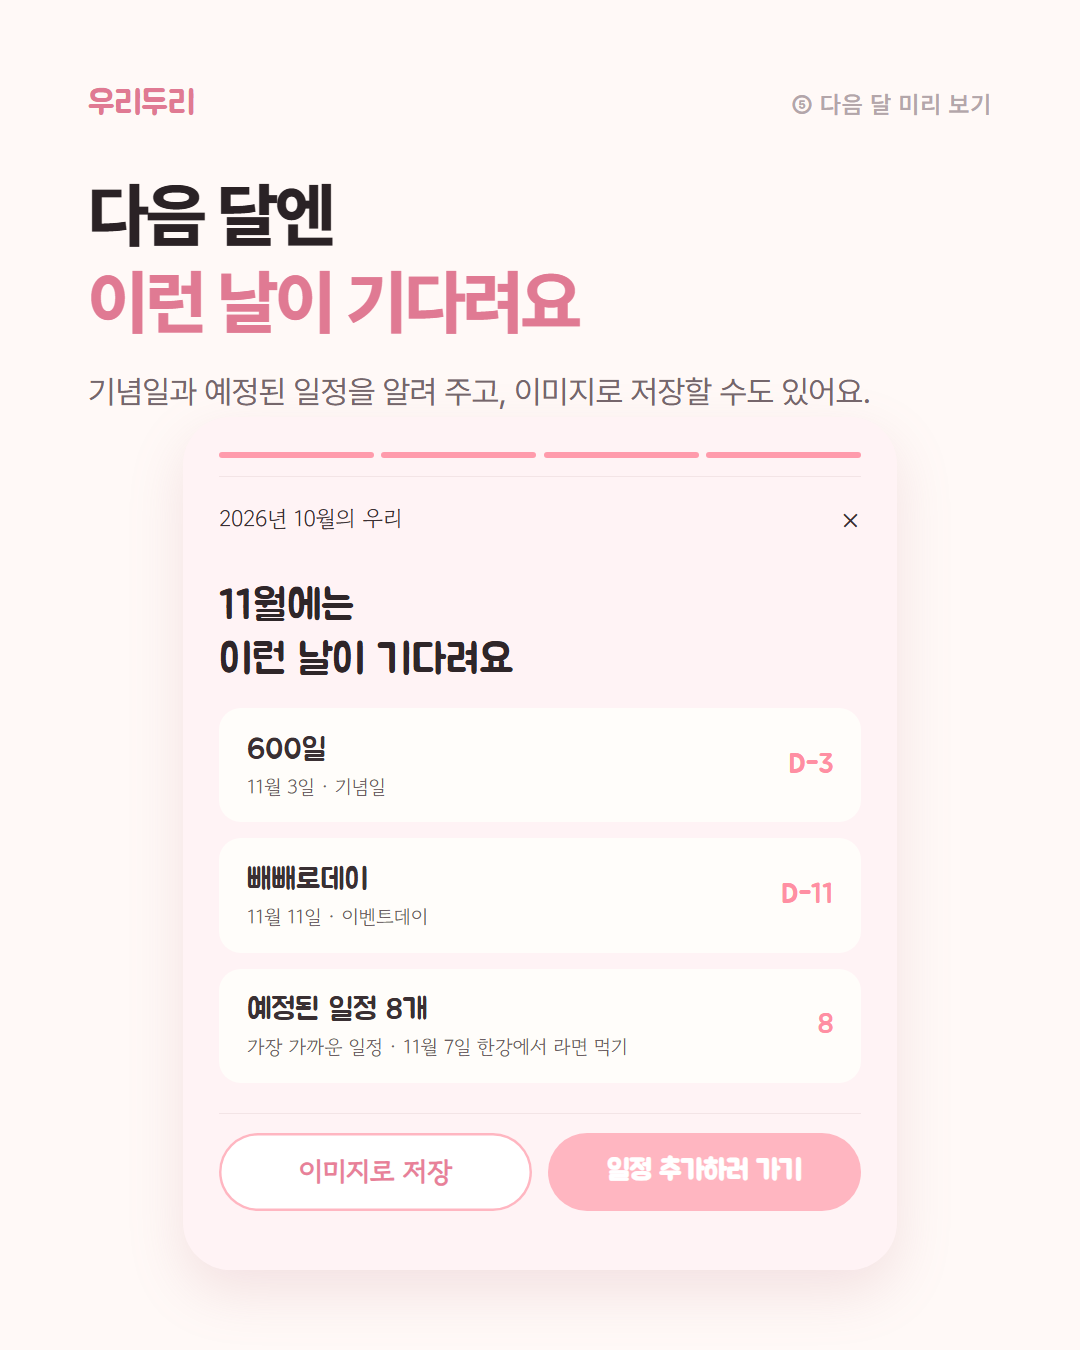 우리두리
⑤ 다음 달 미리 보기
다음 달엔
이런 날이 기다려요
기념일과 예정된 일정을 알려 주고, 이미지로 저장할 수도 있어요.
2026년 10월의 우리
×
11월에는
이런 날이 기다려요
600일
11월 3일 · 기념일
D-3
빼빼로데이
11월 11일 · 이벤트데이
D-11
예정된 일정 8개
가장 가까운 일정 · 11월 7일 한강에서 라면 먹기
8
이미지로 저장
일정 추가하러 가기